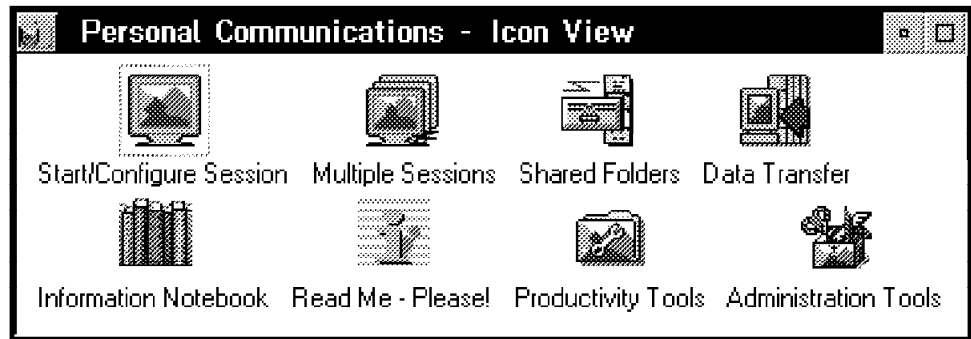 Personal Communications - Icon View
Start/Configure Session Multiple Sessions Shared Folders Data Transfer
Information Notebook Read Me - Please! Productivity Tools Administration Tools